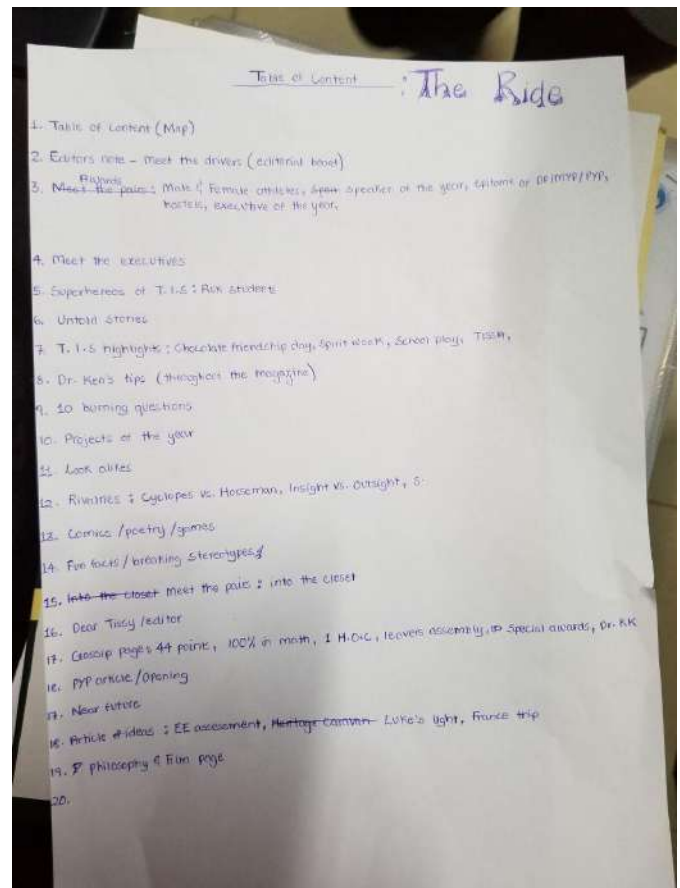 Table of Content : The Ride
1. Table of Content (Map)
2. Editors note - meet the drivers (editorial board)
Awards
3. Meet the pairs : Male & Female athletes, Spea Speaker of the year, epitome of DP/MYP/PYP,
hostels, executive of the year,
4. Meet the executives
5. Superheroes of T.I.S : Run students
6. Untold stories
7. T.I.S highlights : Chocolate friendship day, Spirit week, School play, TISSM,
8. Dr. Ken's tips (throughout the magazine)
9. 10 burning questions
10. Projects of the year
11. Look alikes
12. Rivalries : Cyclopes vs. Horseman, Insight vs. Outsight, S.
13. Comics /poetry /games
14. Fun facts / breaking stereotypes
15. Into the closet meet the pairs : into the closet
16. Dear Tissy /editor
17. Gossip page: 44 point, 100% in math, 1 H.O.C, leavers assembly, Special awards, Dr. KK
18. PYP article /opening
17. Near future
18. Article ideas : EE assessment, Heritage Caravan Luke's light, France trip
19. philosophy & Film page
20.